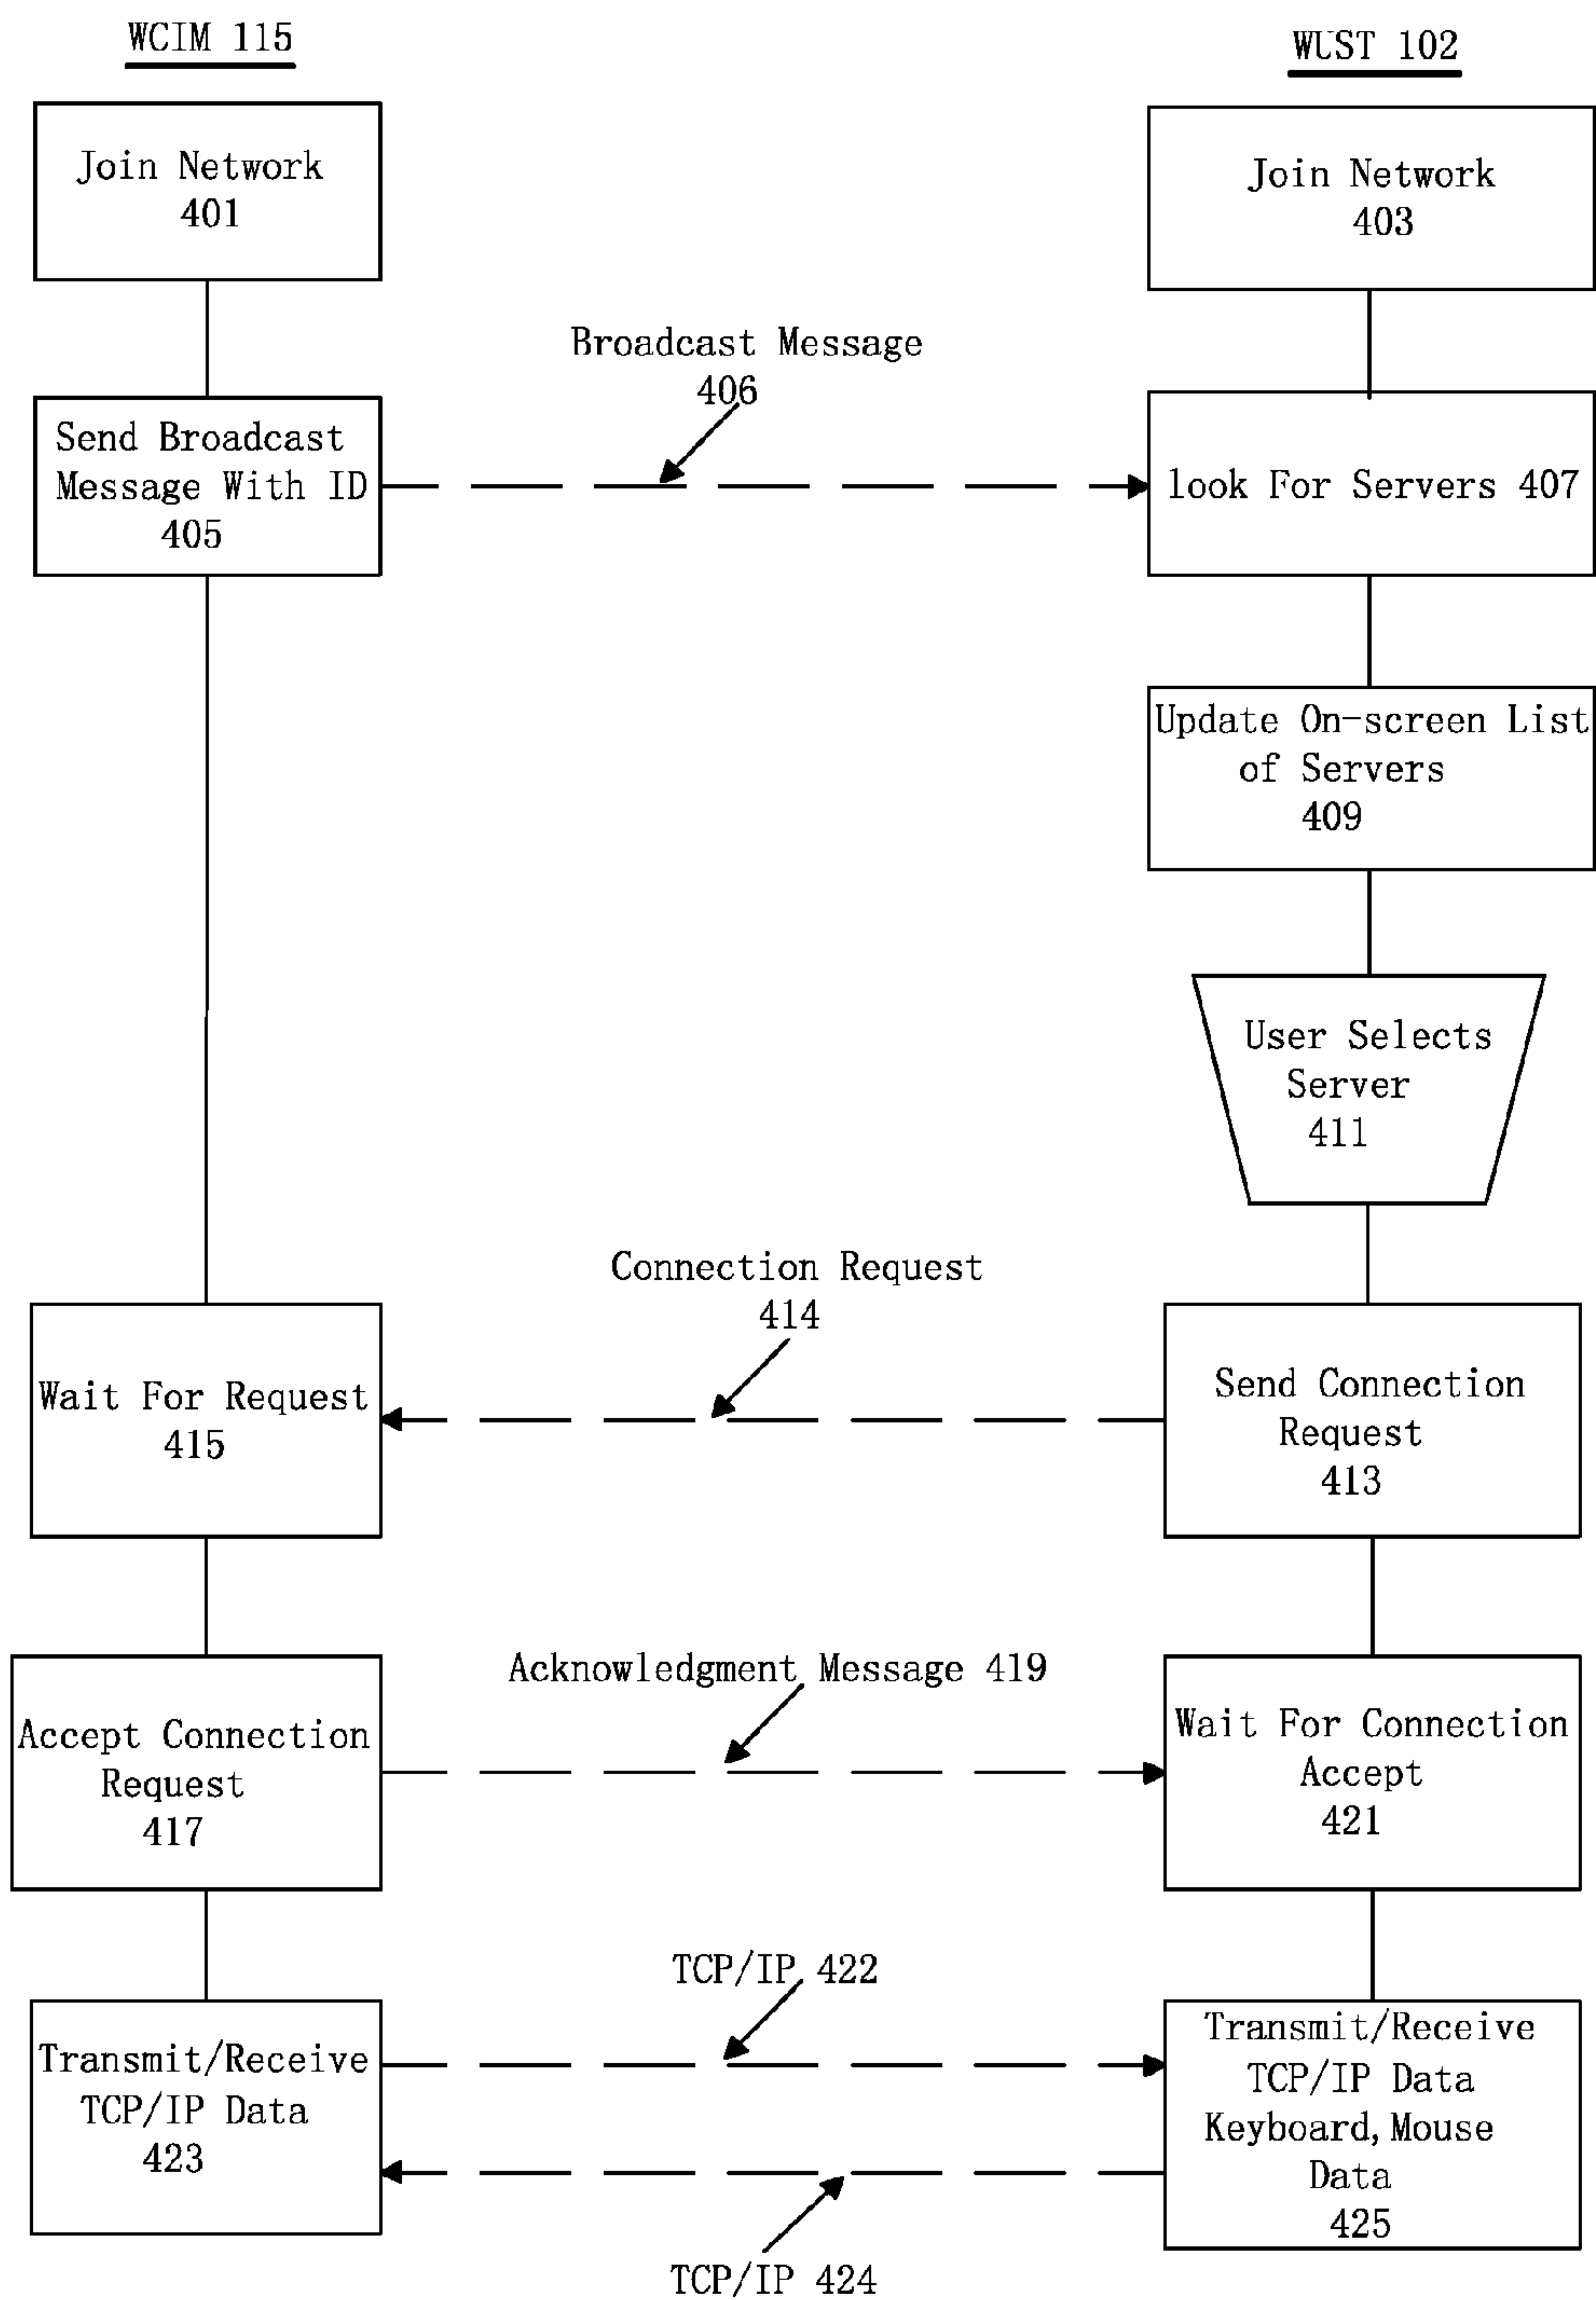 WCIM 115
WUST 102
Join Network
401
Join Network
403
Broadcast Message
406
Send Broadcast
Message With ID
405
look For Servers 407
Update On-screen List
of Servers
409
User Selects
Server
411
Connection Request
414
Wait For Request
415
Send Connection
Request
413
Acknowledgment Message 419
Accept Connection
Request
417
Wait For Connection
Accept
421
TCP/IP 422
Transmit/Receive
TCP/IP Data
423
Transmit/Receive
TCP/IP Data
Keyboard,Mouse
Data
425
TCP/IP 424